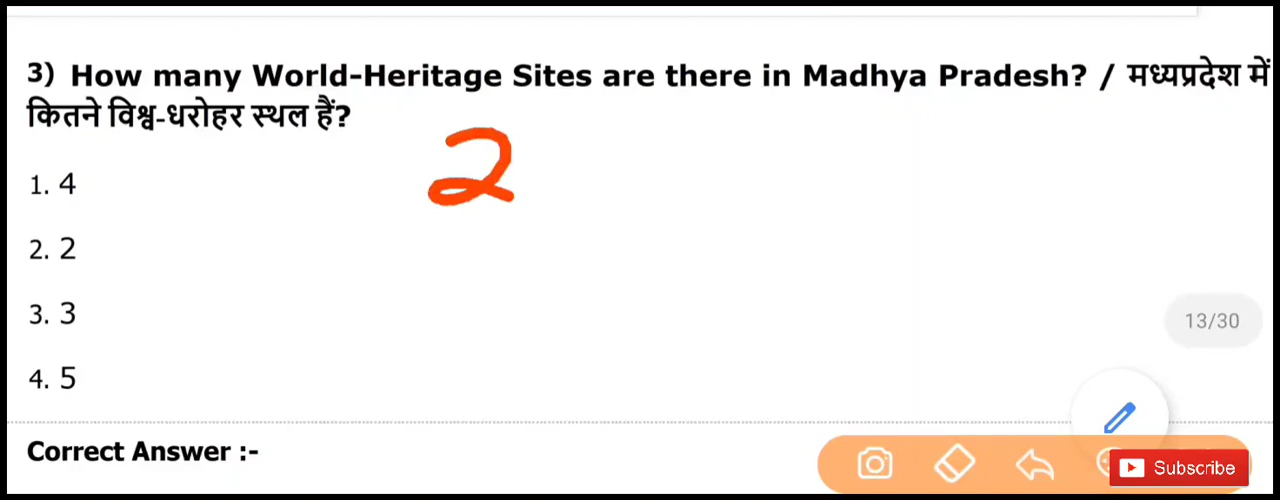 3) How many World-Heritage Sites are there in Madhya Pradesh? / मध्यप्रदेश में
कितने विश्व-धरोहर स्थल हैं?
2
1. 4
2. 2
3. 3
13/30
4. 5
Correct Answer :-
Subscribe